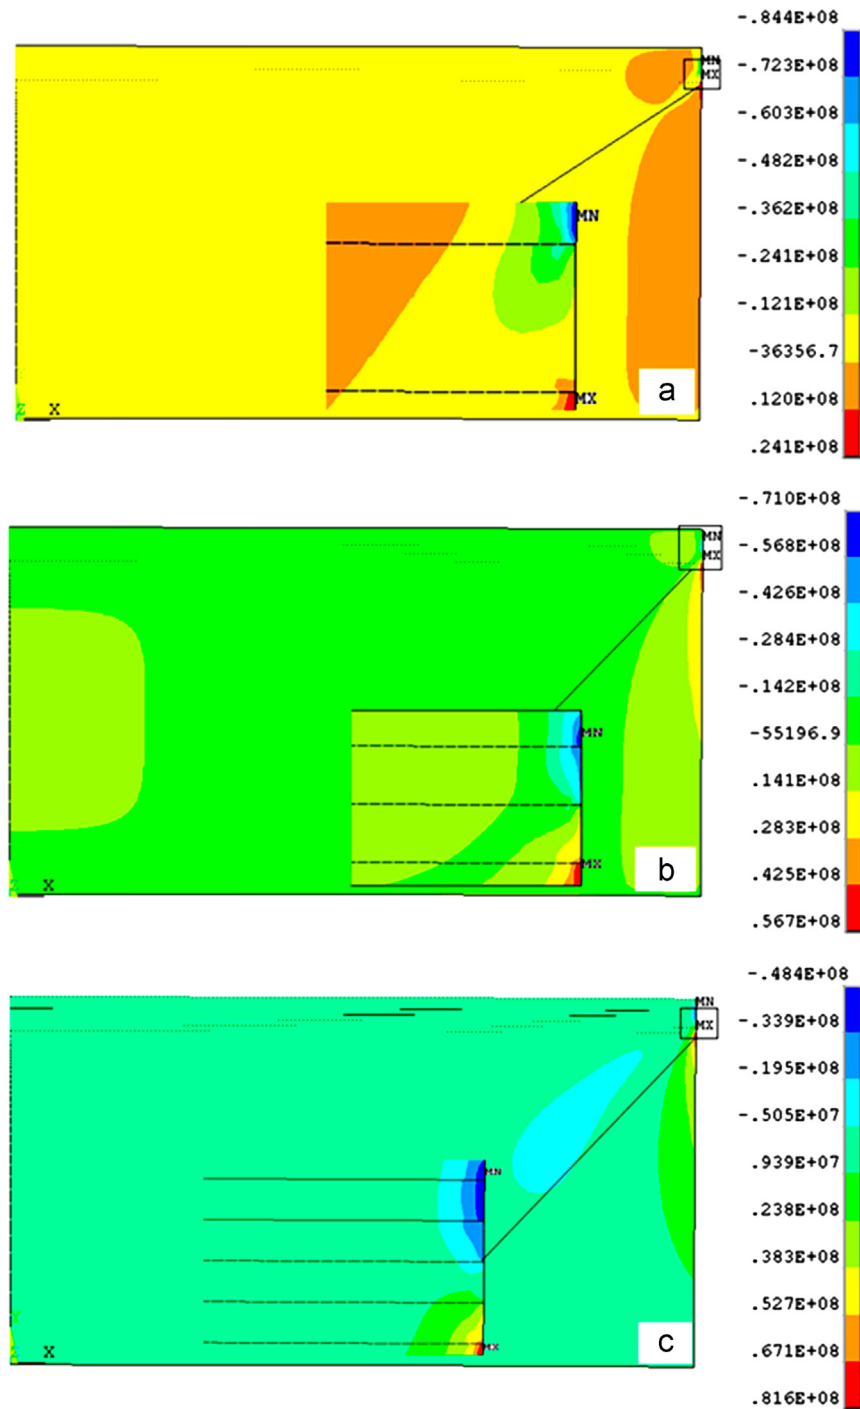 -.844E+08
MN
-.723E+08
MX
-.603E+08
-.482E+08
-.362E+08
MN
-.241E+08
-.121E+08
-36356.7
a
.120E+08
MX
Z X
.241E+08
-.710E+08
MN
-.568E+08
MX
-.426E+08
-.284E+08
-.142E+08
-55196.9
MN
.141E+08
.283E+08
MX
b
.425E+08
Z X
.567E+08
-.484E+08
MN
-.339E+08
MX
-.195E+08
-.505E+07
.939E+07
MN
.238E+08
.383E+08
.527E+08
Y
MX
c
.671E+08
Z X
.816E+08